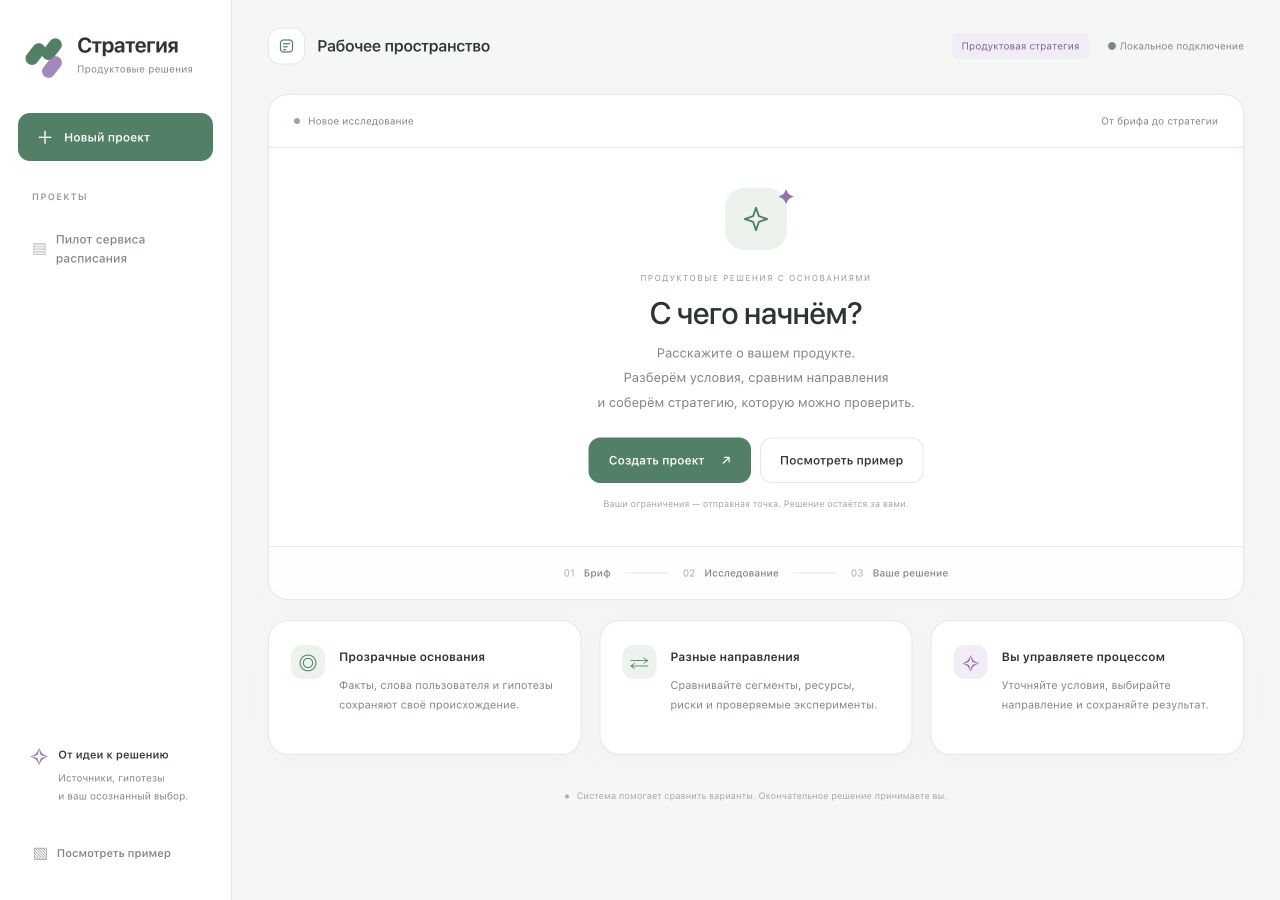 Стратегия
Продуктовые решения
Новый проект
ПРОЕКТЫ
Пилот сервиса
расписания
От идеи к решению
Источники, гипотезы
и ваш осознанный выбор.
Посмотреть пример
Рабочее пространство
Продуктовая стратегия
Локальное подключение
Новое исследование
От брифа до стратегии
ПРОДУКТОВЫЕ РЕШЕНИЯ С ОСНОВАНИЯМИ
С чего начнём?
Расскажите о вашем продукте.
Разберём условия, сравним направления
и соберём стратегию, которую можно проверить.
Создать проект
Посмотреть пример
Ваши ограничения — отправная точка. Решение остаётся за вами.
01 Бриф
02 Исследование
03 Ваше решение
Прозрачные основания
Факты, слова пользователя и гипотезы
сохраняют своё происхождение.
Разные направления
Сравнивайте сегменты, ресурсы,
риски и проверяемые эксперименты.
Вы управляете процессом
Уточняйте условия, выбирайте
направление и сохраняйте результат.
Система помогает сравнить варианты. Окончательное решение принимаете вы.